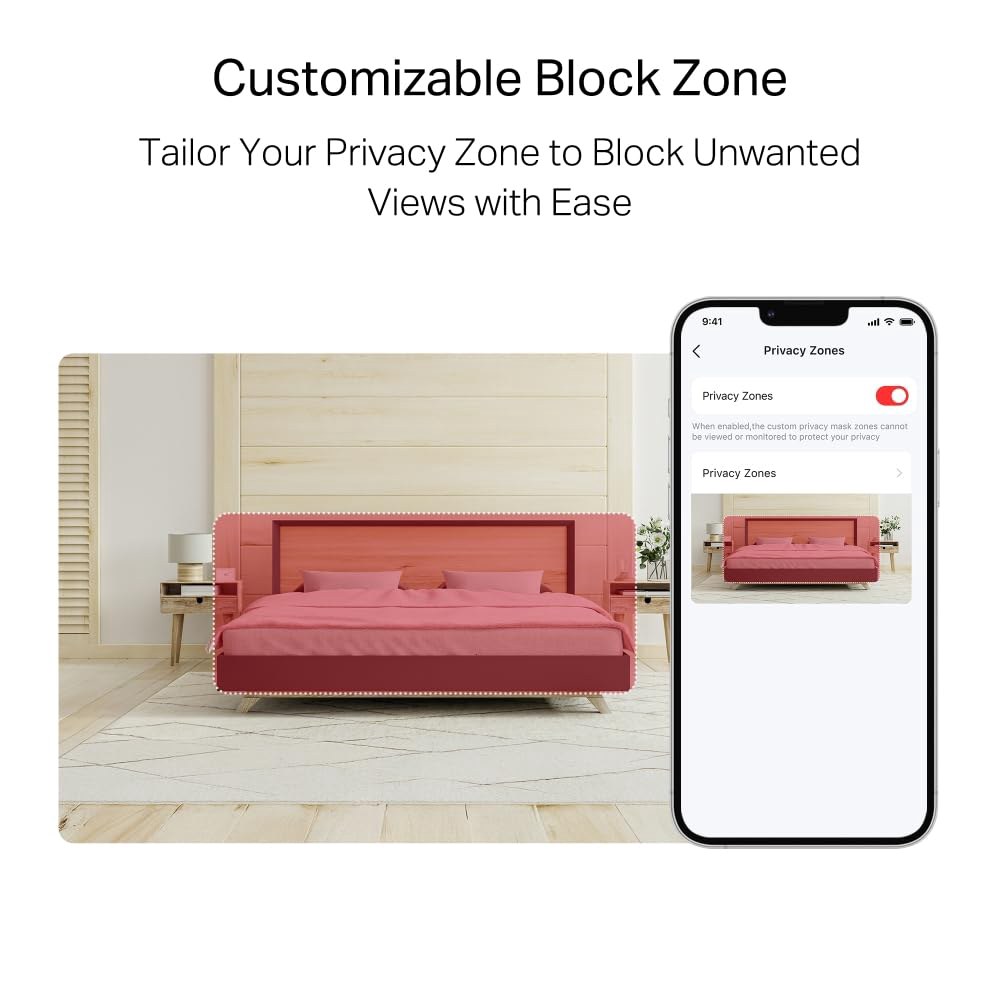 Customizable Block Zone
Tailor Your Privacy Zone to Block Unwanted
Views with Ease
9:41
Privacy Zones
Privacy Zones
When enabled,the custom privacy mask zones cannot
be viewed or monitored to protect your privacy
Privacy Zones